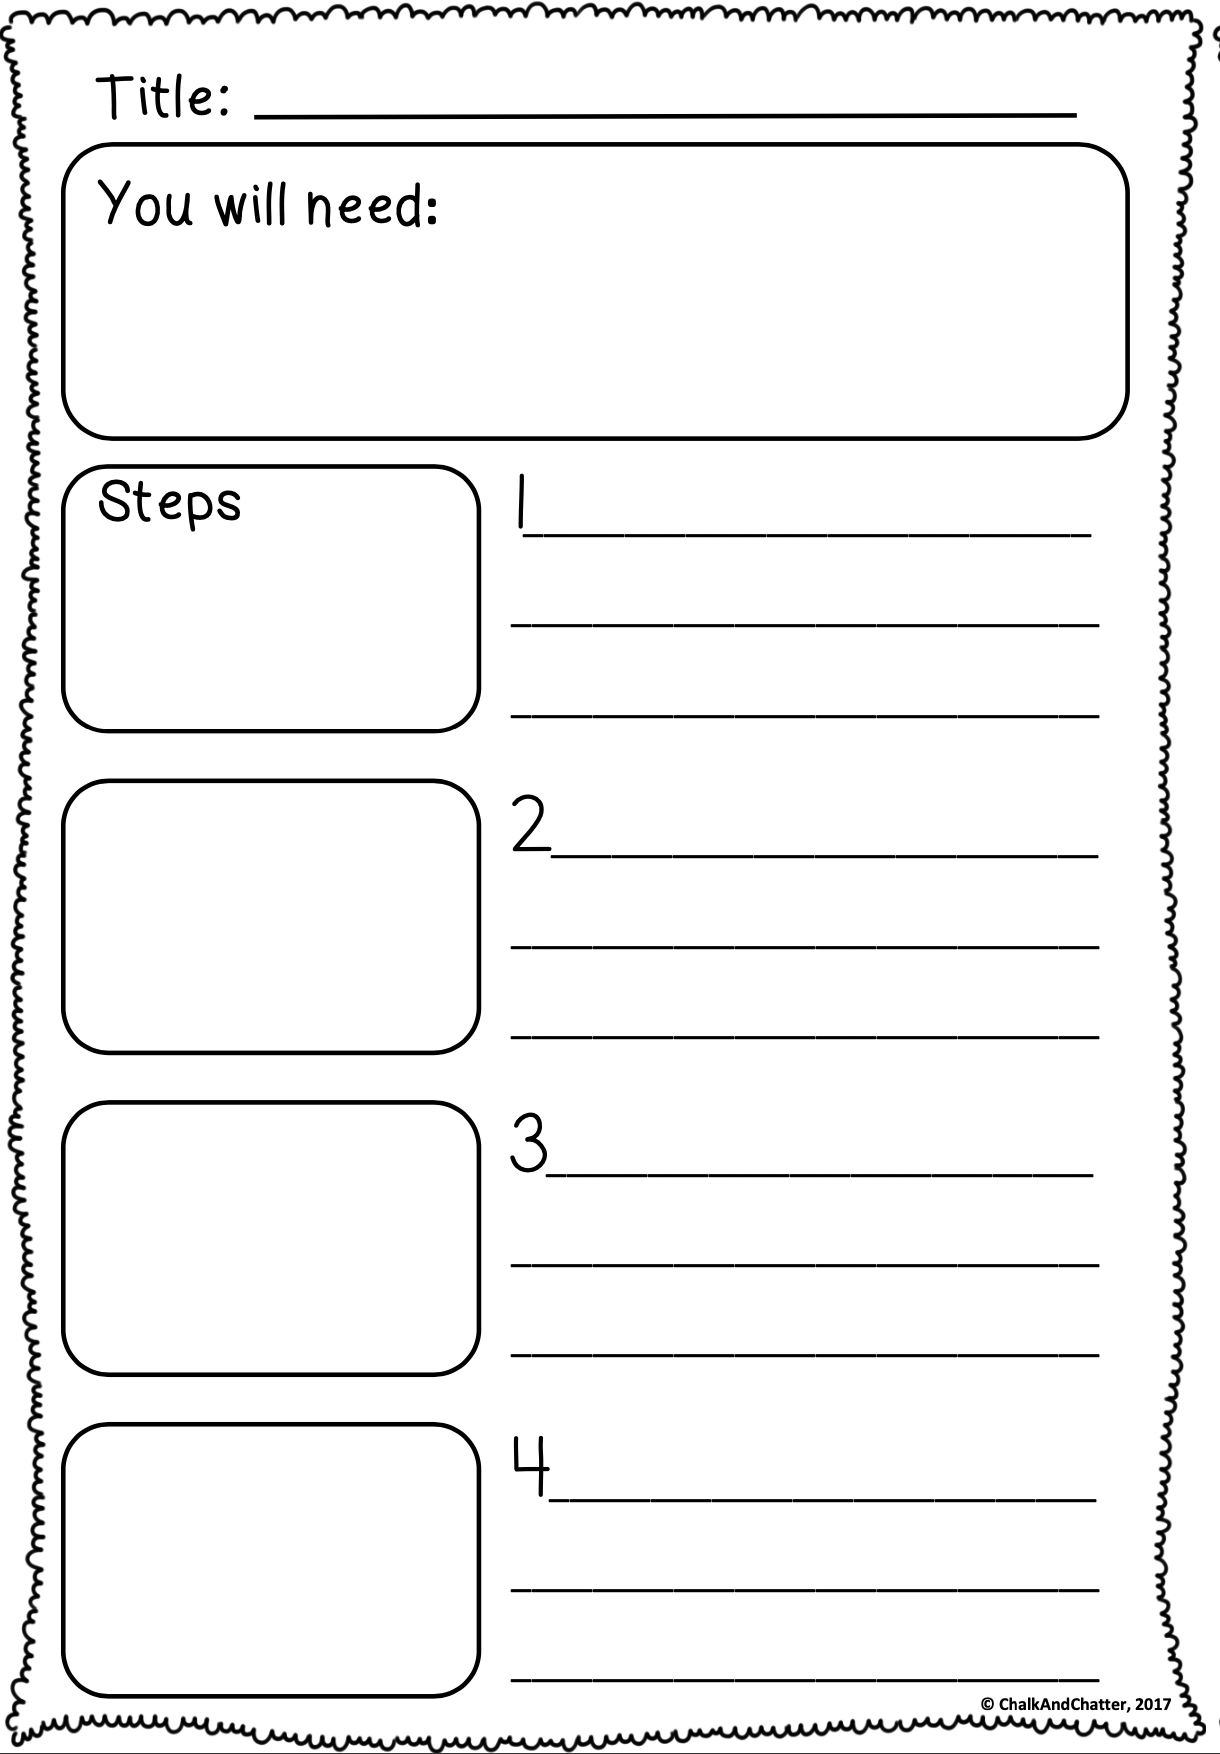 Title:
You will need:
Steps
1
2
3
4
© ChalkAndChatter, 2017